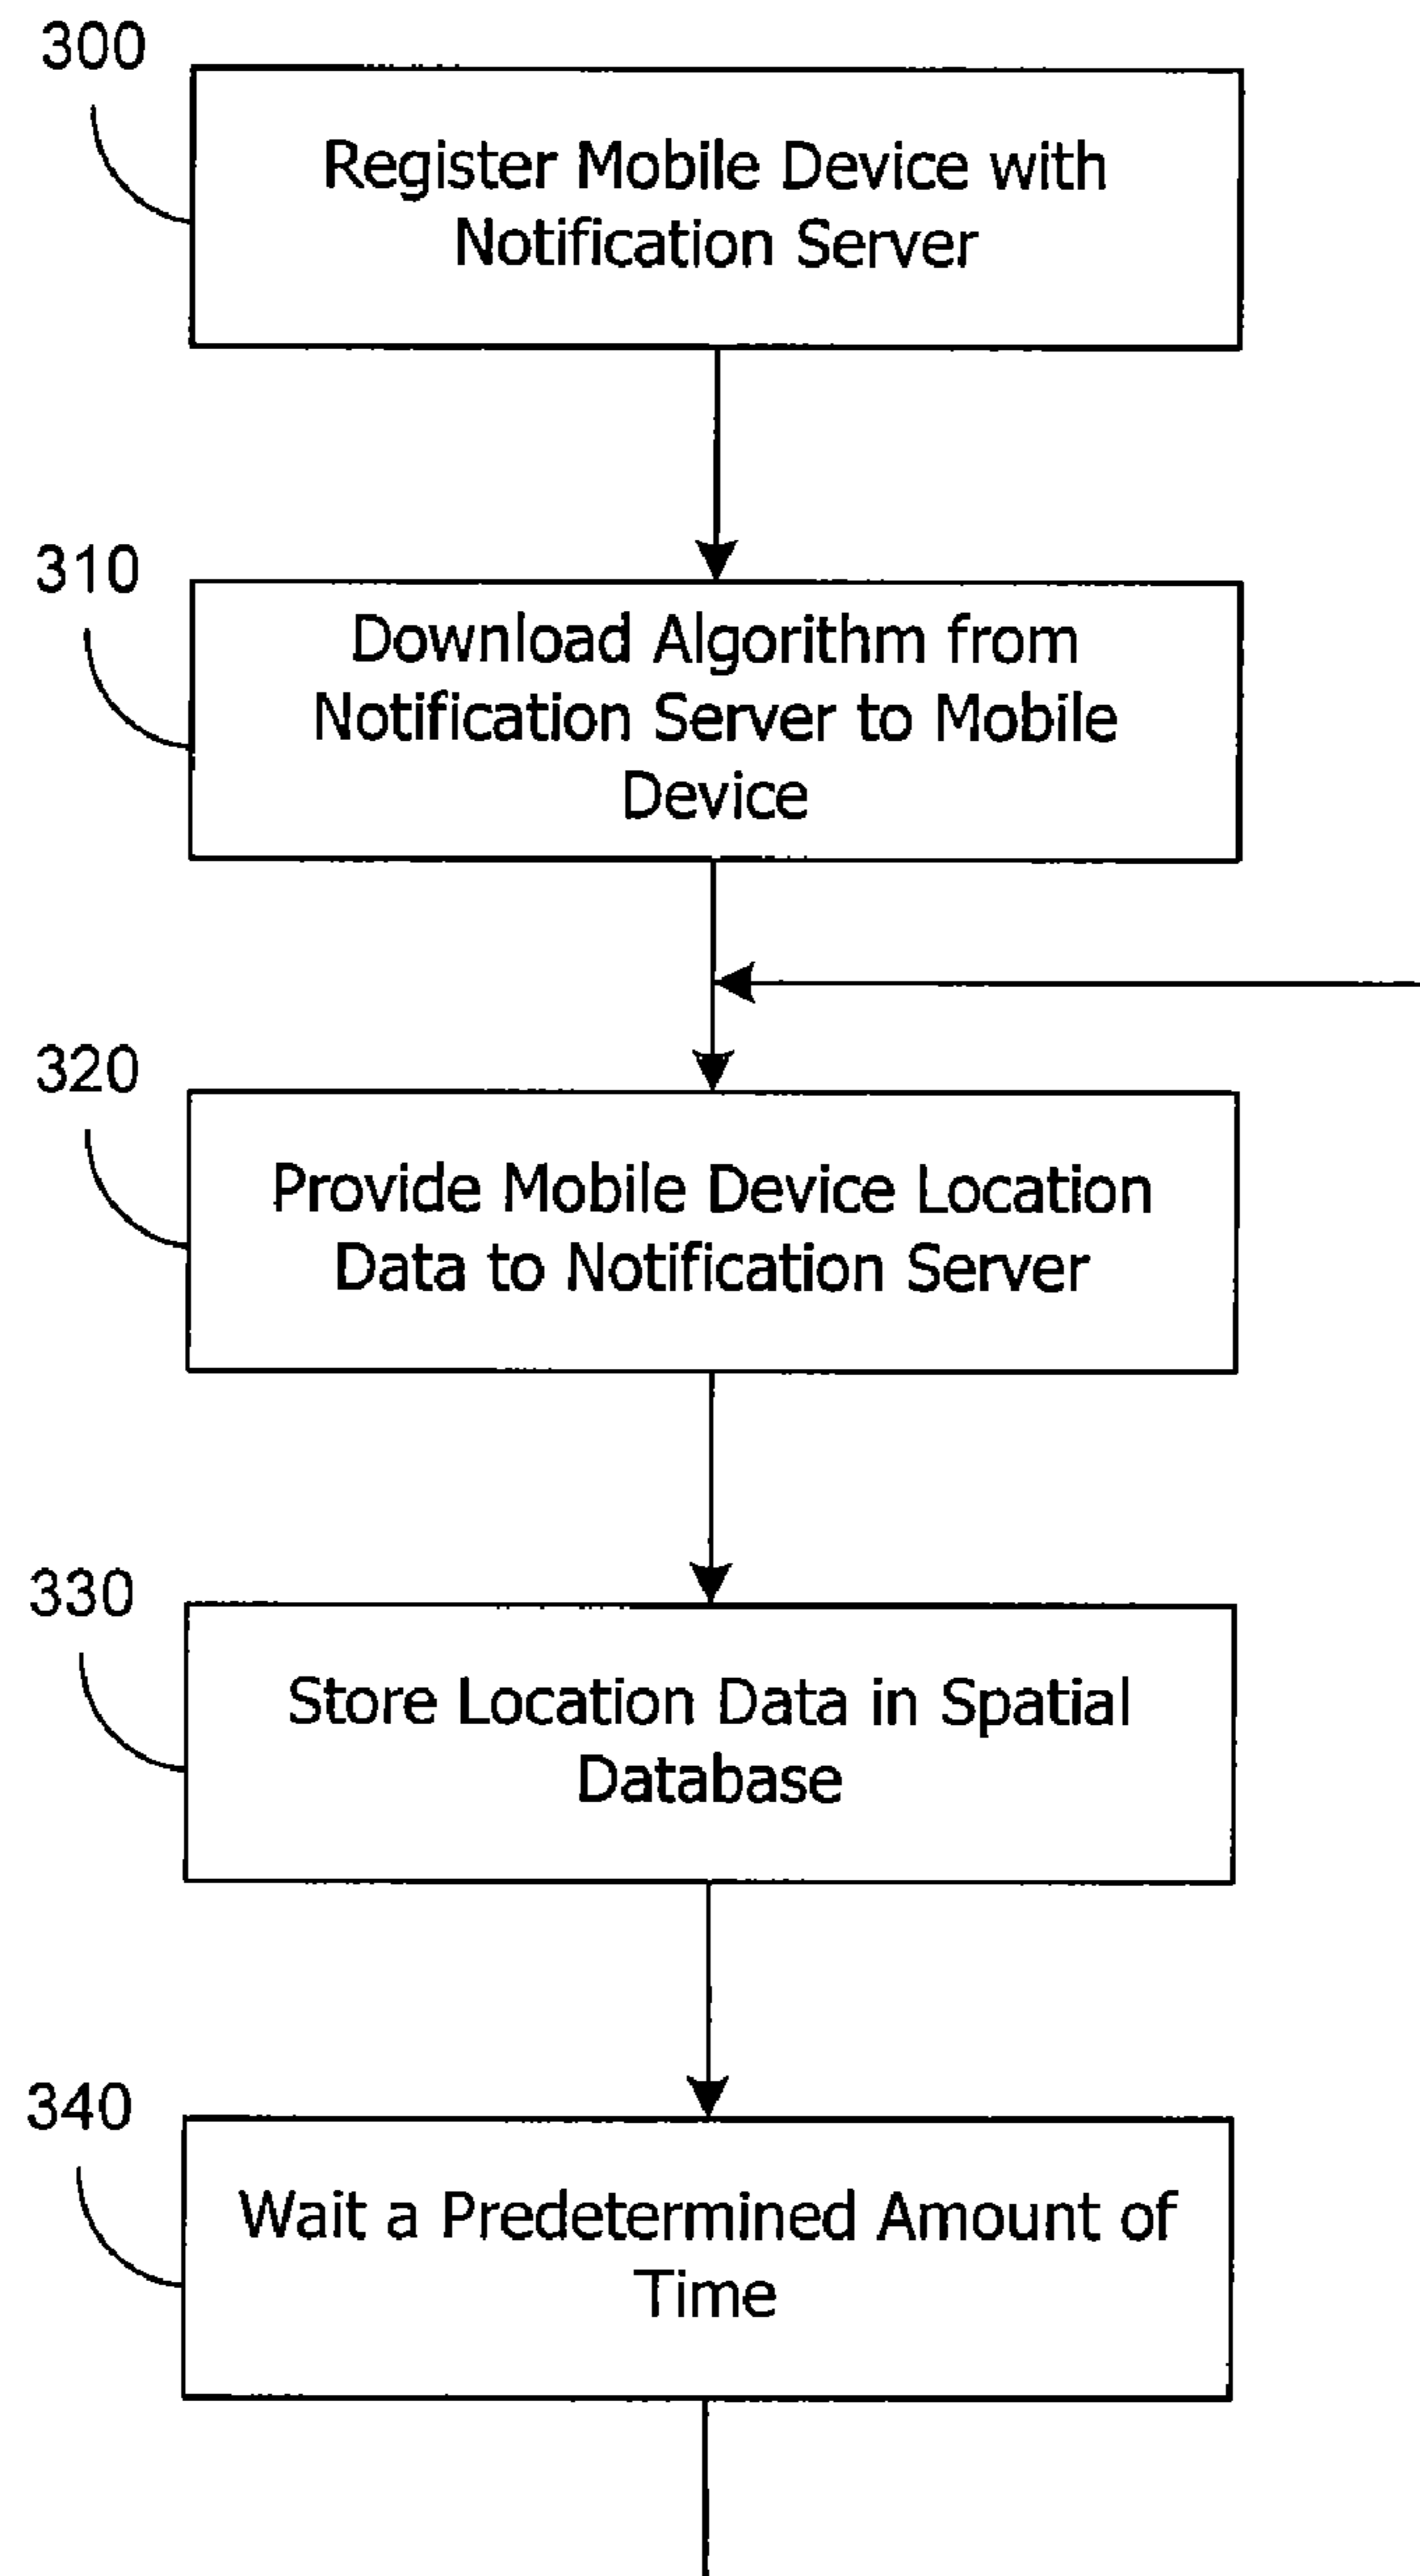 300
Register Mobile Device with
Notification Server
310
Download Algorithm from
Notification Server to Mobile
Device
320
Provide Mobile Device Location
Data to Notification Server
330
Store Location Data in Spatial
Database
340
Wait a Predetermined Amount of
Time